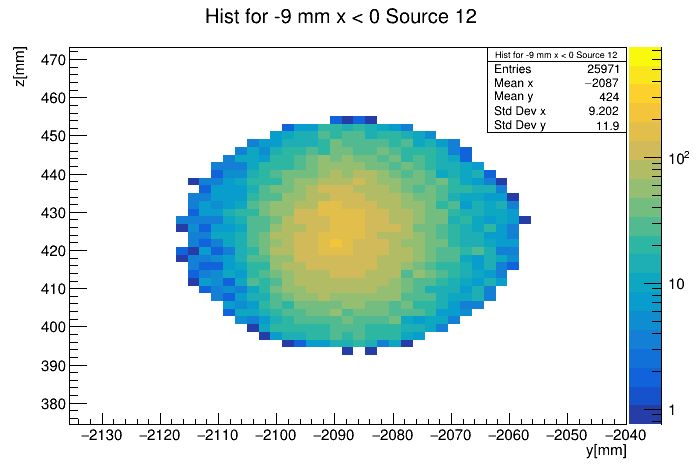 Hist for -9 mm x < 0 Source 12
z[mm]
470
460
450
440
430
420
410
400
390
380
Hist for -9 mm x < 0 Source 12
Entries 25971
Mean x −2087
Mean y 424
Std Dev x 9.202
Std Dev y 11.9
10²
10
1
−2130 −2120 −2110 −2100 −2090 −2080 −2070 −2060 −2050 −2040
y[mm]